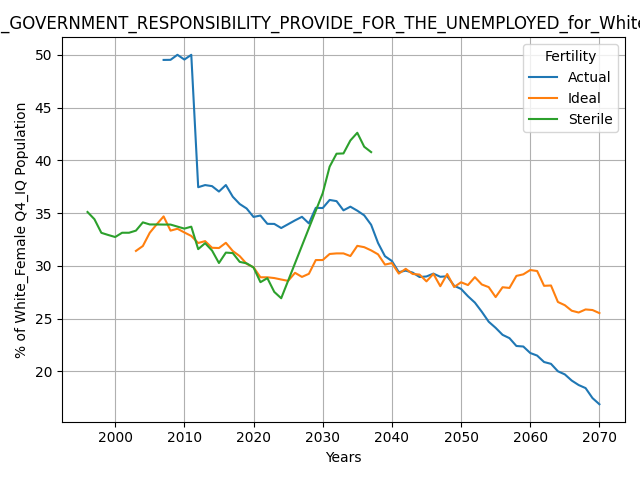 _GOVERNMENT_RESPONSIBILITY_PROVIDE_FOR_THE_UNEMPLOYED_for_White
Fertility
Actual
Ideal
Sterile
% of White_Female Q4_IQ Population
50
45
40
35
30
25
20
2000 2010 2020 2030 2040 2050 2060 2070
Years